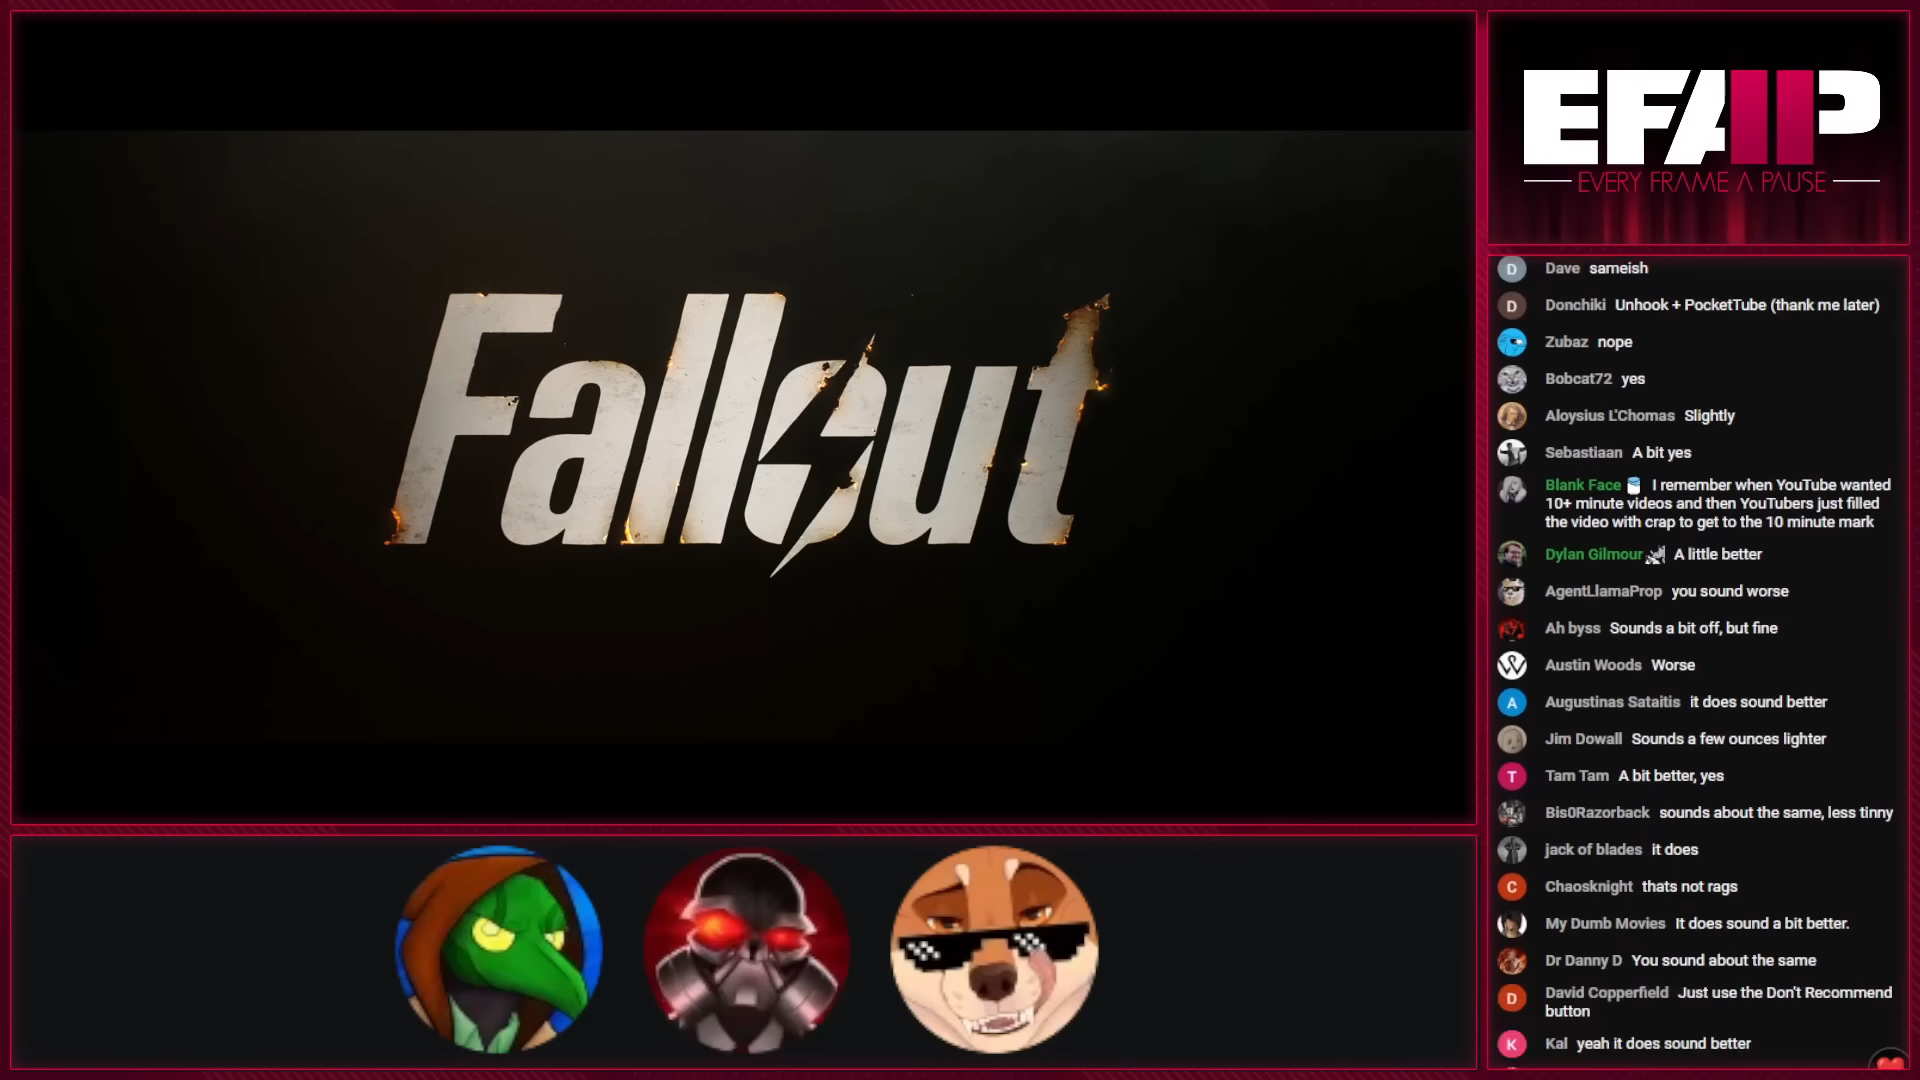 Fallout
EFAP
EVERY FRAME A PAUSE
D Dave sameish
D Donchiki Unhook + PocketTube (thank me later)
Zubaz nope
Bobcat72 yes
Aloysius L'Chomas Slightly
Sebastiaan A bit yes
Blank Face I remember when YouTube wanted
10+ minute videos and then YouTubers just filled
the video with crap to get to the 10 minute mark
Dylan Gilmour A little better
AgentLlamaProp you sound worse
Ah byss Sounds a bit off, but fine
Austin Woods Worse
A Augustinas Sataitis it does sound better
Jim Dowall Sounds a few ounces lighter
T Tam Tam A bit better, yes
Bis0Razorback sounds about the same, less tinny
jack of blades it does
C Chaosknight thats not rags
My Dumb Movies It does sound a bit better.
Dr Danny D You sound about the same
D David Copperfield Just use the Don't Recommend
button
K Kal yeah it does sound better